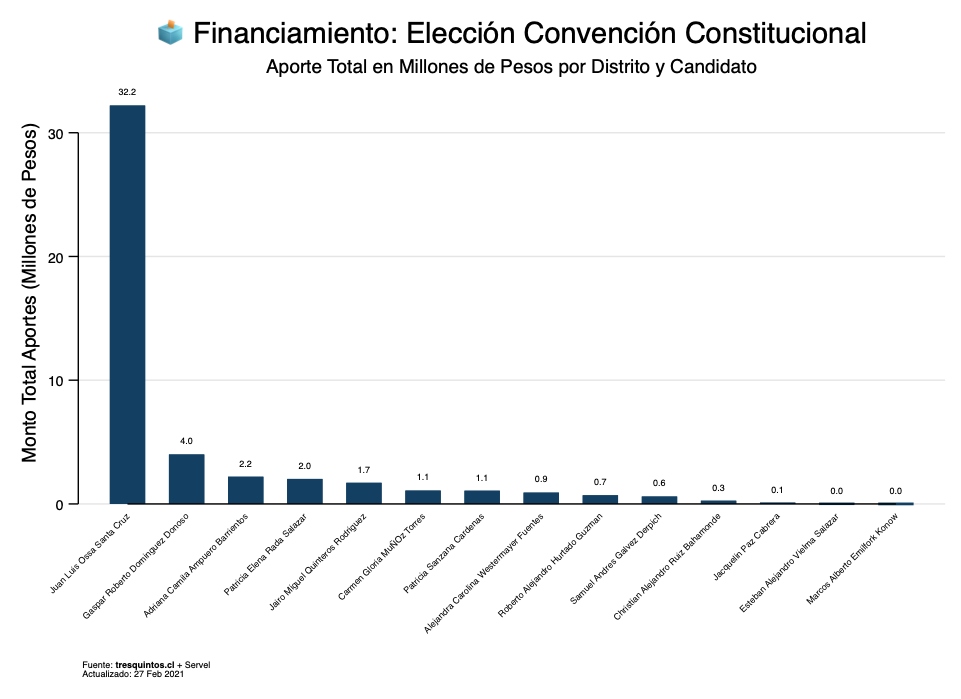 Financiamiento: Elección Convención Constitucional
Aporte Total en Millones de Pesos por Distrito y Candidato
Monto Total Aportes (Millones de Pesos)
30
20
10
0
32.2
4.0
2.2
2.0
1.7
1.1
1.1
0.9
0.7
0.6
0.3
0.1
0.0
0.0
Juan Luis Ossa Santa Cruz
Gaspar Roberto Dominguez Donoso
Adriana Camila Ampuero Barrientos
Patricia Elena Rada Salazar
Jairo Miguel Quinteros Rodriguez
Carmen Gloria MuÑOz Torres
Patricia Sanzana Cardenas
Alejandra Carolina Westermayer Fuentes
Roberto Alejandro Hurtado Guzman
Samuel Andres Galvez Derpich
Christian Alejandro Ruiz Bahamonde
Jacquelin Paz Cabrera
Esteban Alejandro Vielma Salazar
Marcos Alberto Emilfork Konow
Fuente: tresquintos.cl + Servel
Actualizado: 27 Feb 2021